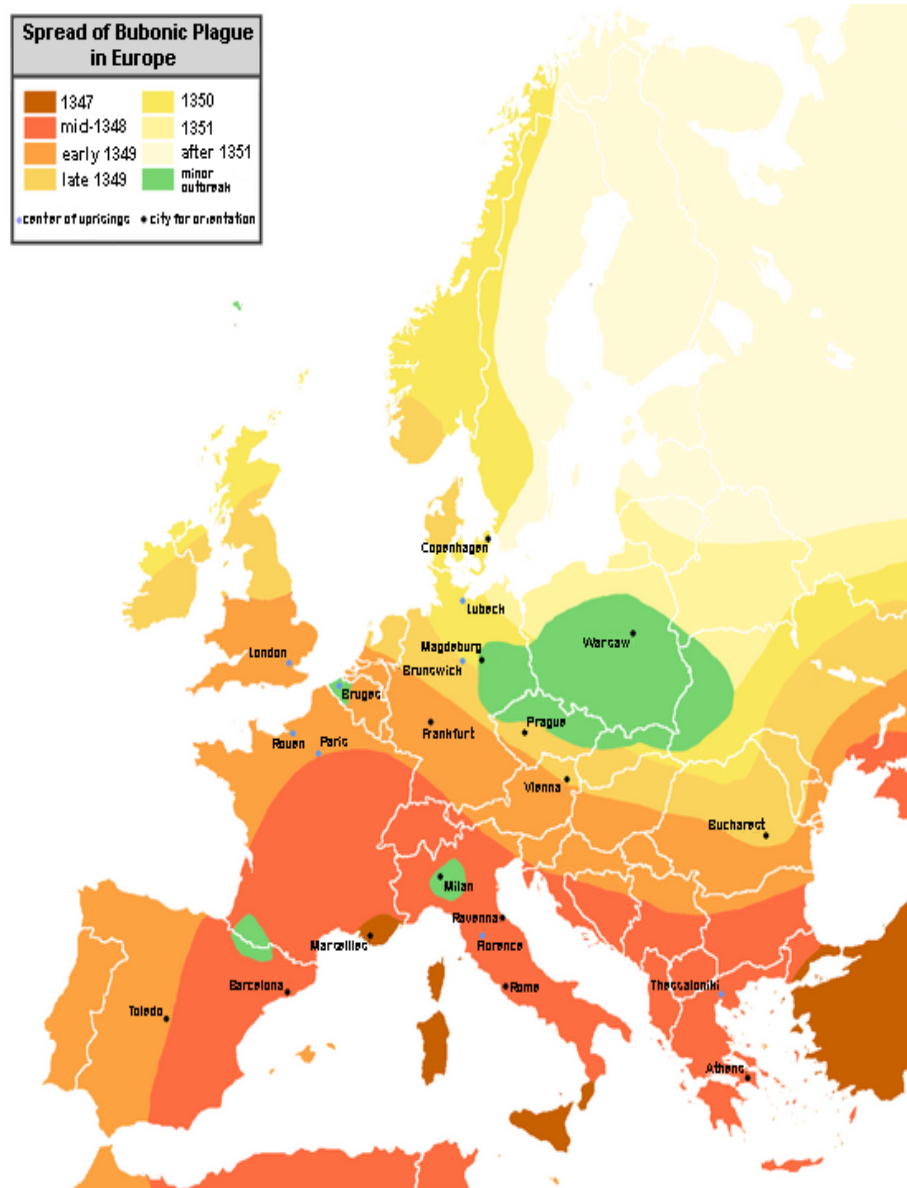 Spread of Bubonic Plague
in Europe
1347
mid-1348
early 1349
late 1349
1350
1351
after 1351
minor
outbreak
center of uprisings
city for orientation
Copenhagen
Lubeck
Warsaw
Magdeburg
London
Brunswick
Bruges
Frankfurt
Prague
Rouen
Paris
Vienna
Bucharest
Milan
Ravenna
Marseilles
Florence
Barcelona
Rome
Thessaloniki
Toledo
Athens